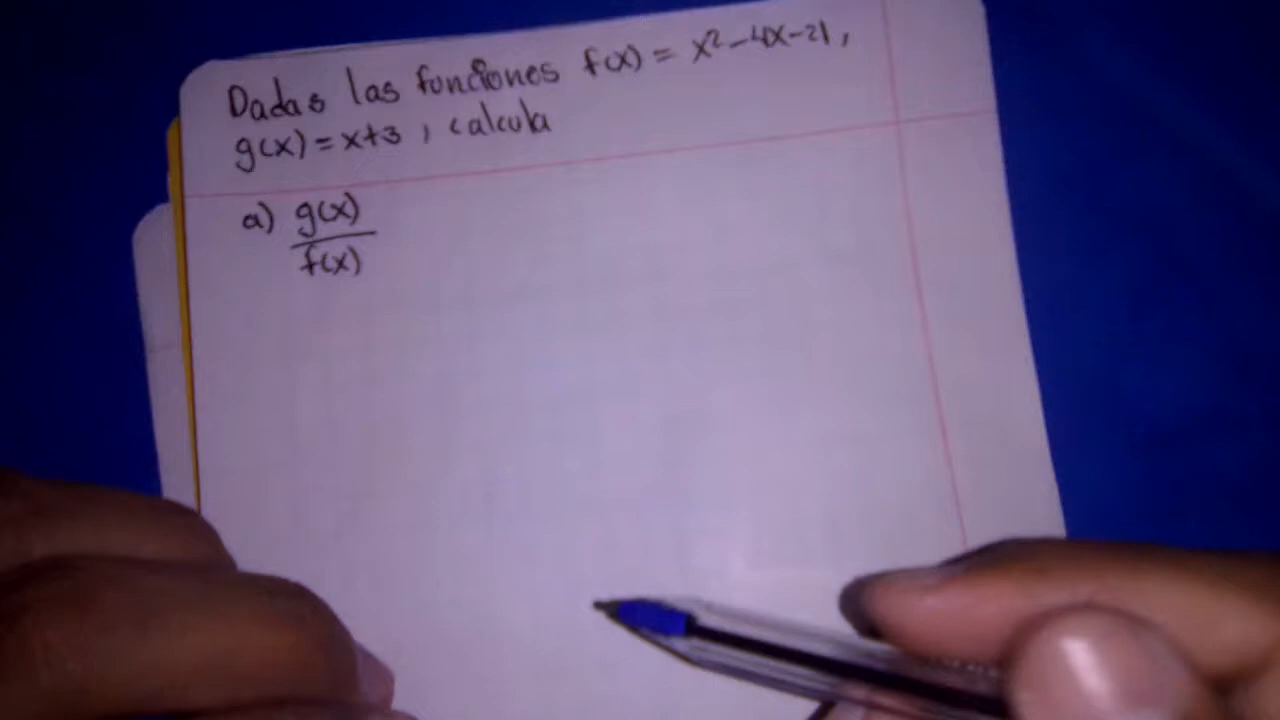 Dadas las funciones f(x) = x²-4x-21,
g(x) = x+3, calcula
a) g(x)
f(x)